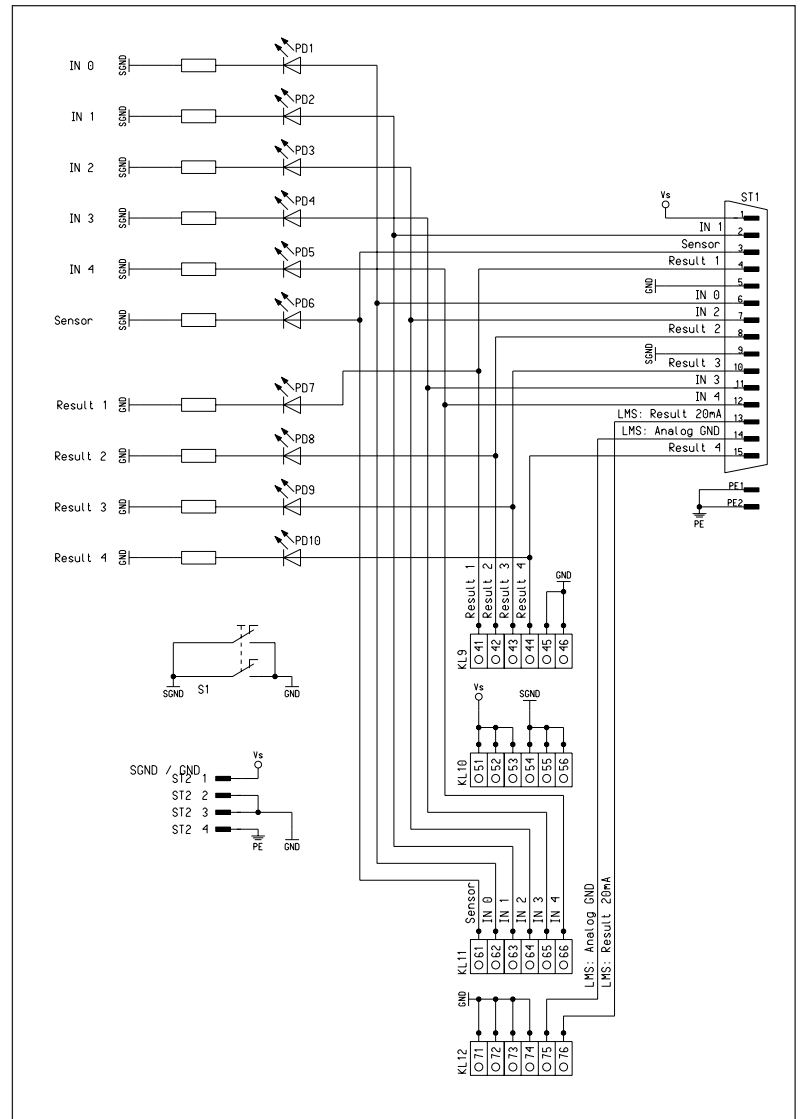 IN 0 SGND PD1
IN 1 SGND PD2
IN 2 SGND PD3
IN 3 SGND PD4
IN 4 SGND PD5
Sensor SGND PD6
Result 1 GND PD7
Result 2 GND PD8
Result 3 GND PD9
Result 4 GND PD10
Vs ST1
1
IN 1 2
Sensor 3
Result 1 4
GND 5
IN 0 6
IN 2 7
Result 2 8
SGND 9
Result 3 10
IN 3 11
IN 4 12
LMS: Result 20mA 13
LMS: Analog GND 14
Result 4 15
PE1
PE2
PE
Result 1
Result 2
Result 3
Result 4
GND
KL9 41 42 43 44 45 46
SGND S1 GND
Vs SGND
KL10 51 52 53 54 55 56
SGND / GND
Vs
ST2 1
ST2 2
ST2 3
ST2 4
PE GND
Sensor
IN 0
IN 1
IN 2
IN 3
IN 4
LMS: Analog GND
LMS: Result 20mA
KL11 61 62 63 64 65 66
GND
KL12 71 72 73 74 75 76